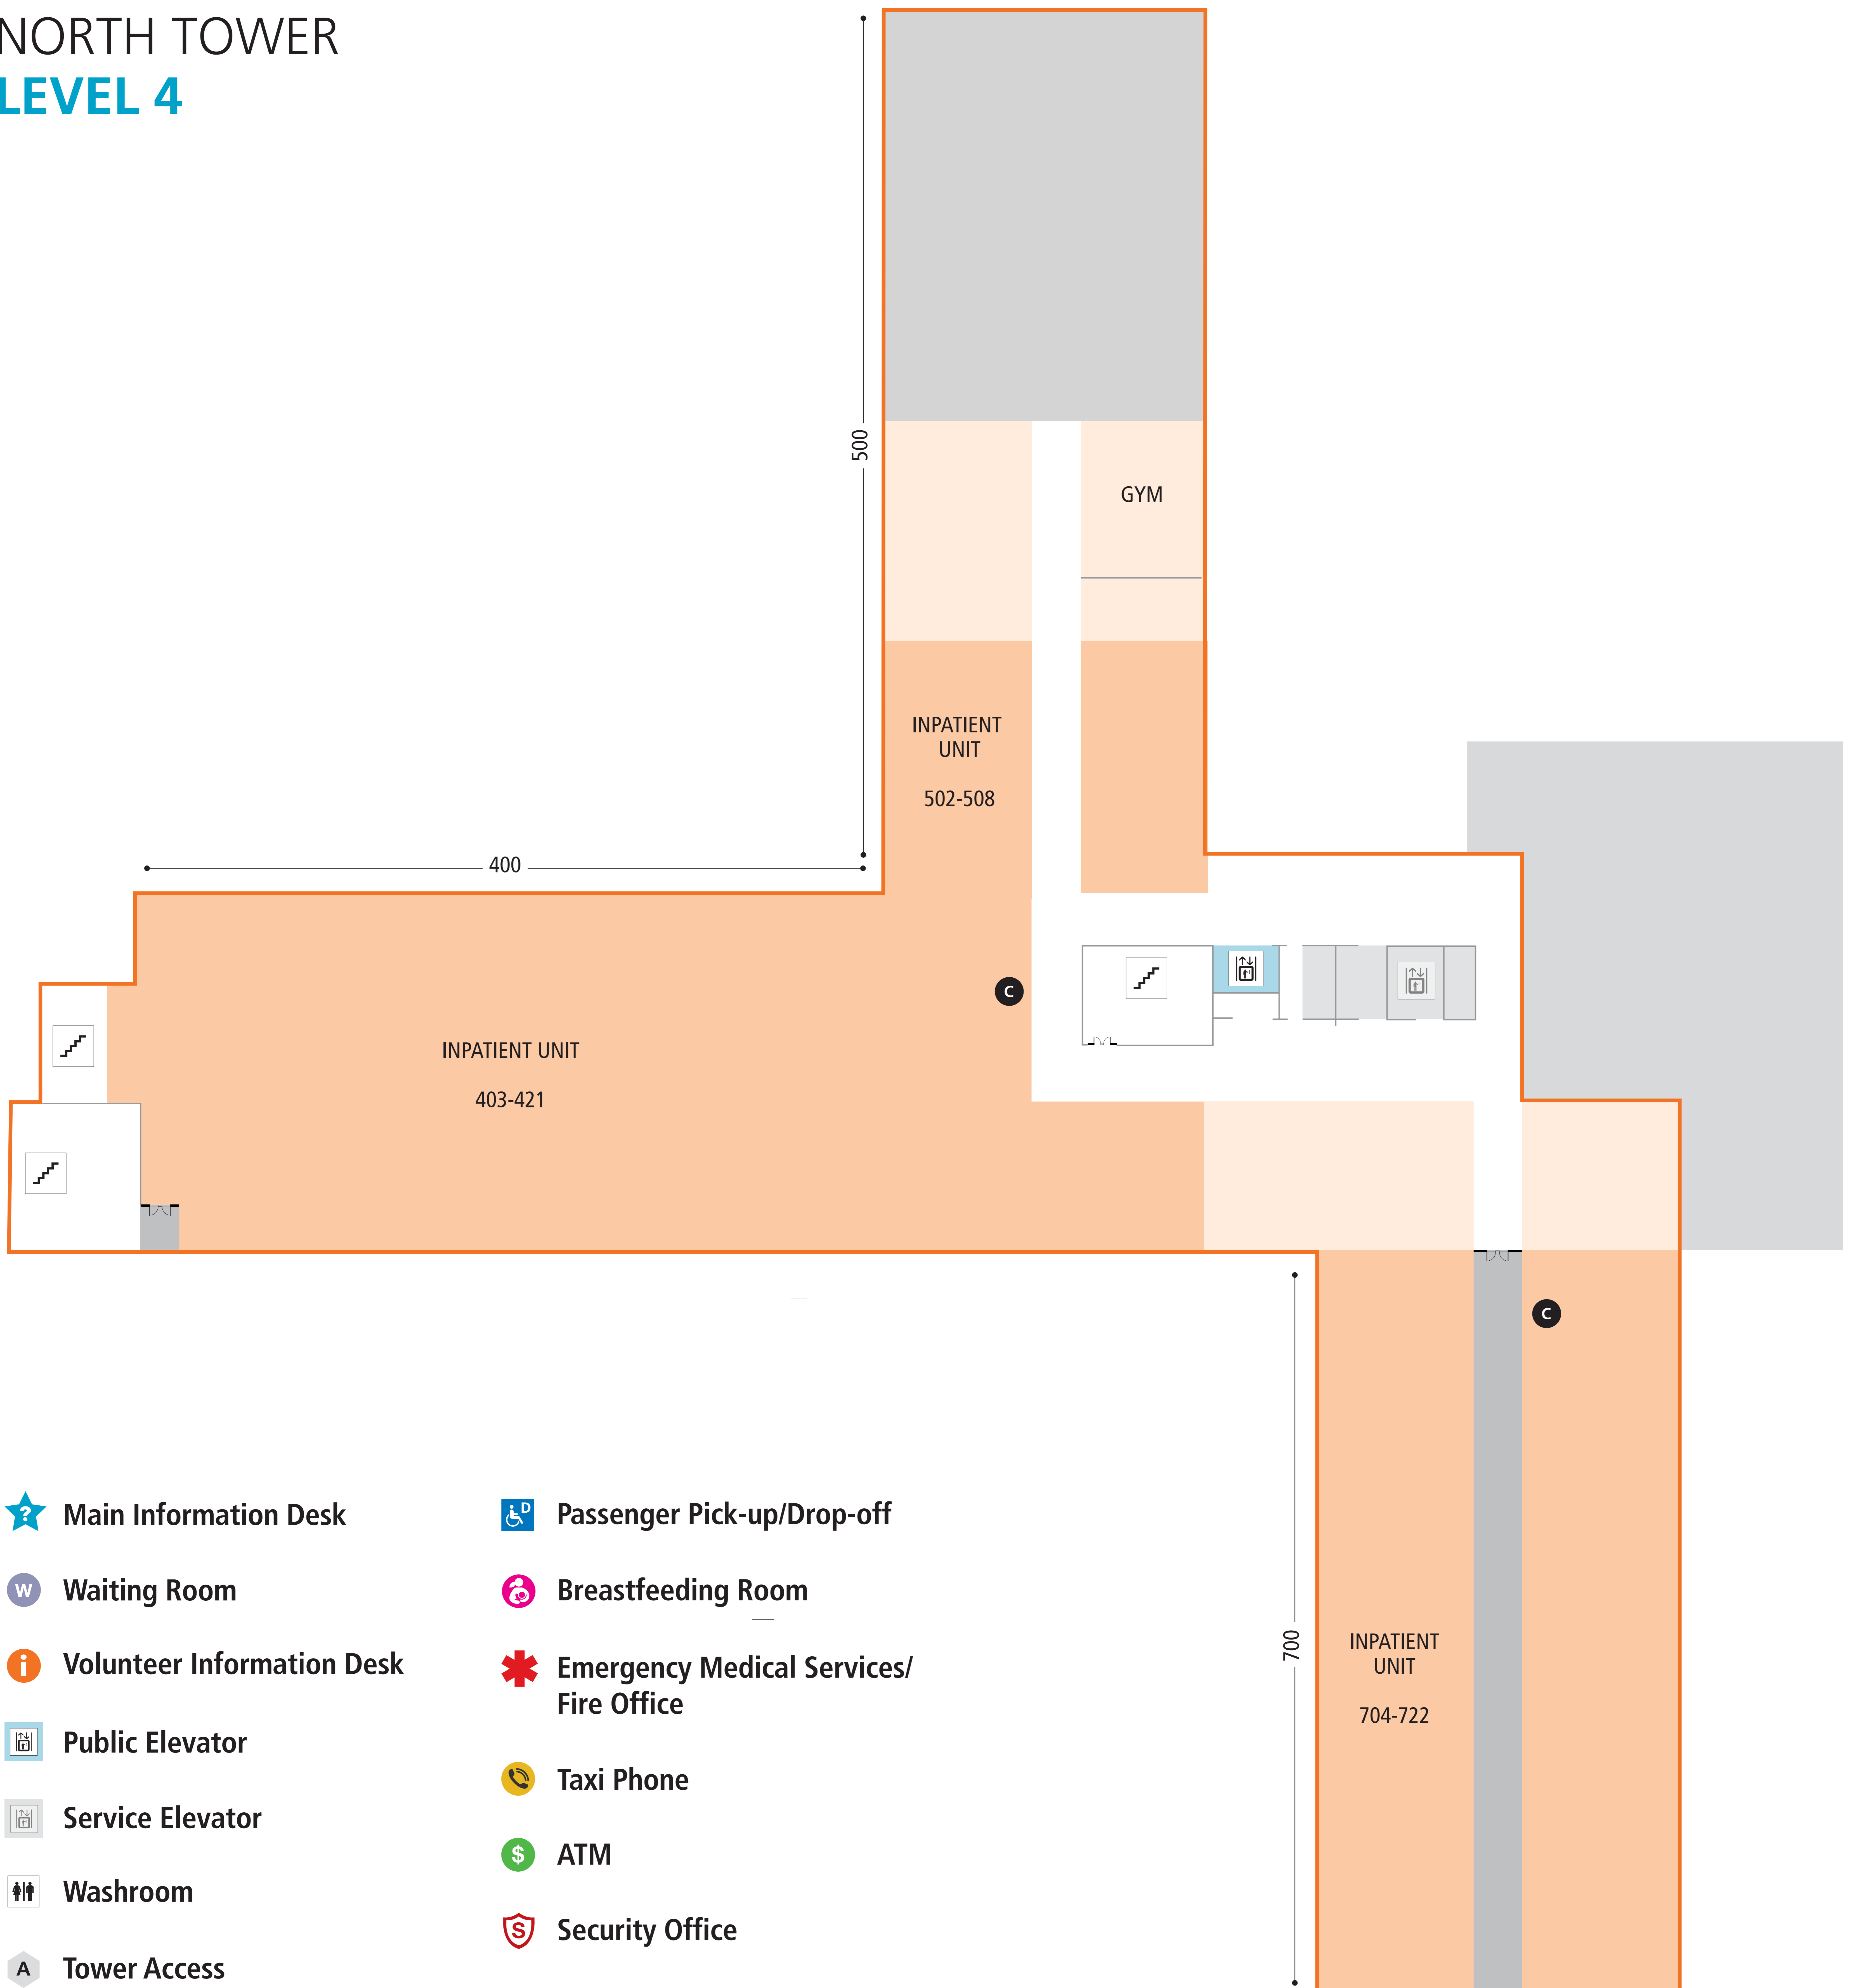 NORTH TOWER
LEVEL 4
500
GYM
INPATIENT
UNIT
502-508
400
C
INPATIENT UNIT
403-421
C
700
INPATIENT
UNIT
704-722
? Main Information Desk
W Waiting Room
i Volunteer Information Desk
Public Elevator
Service Elevator
Washroom
A Tower Access
D Passenger Pick-up/Drop-off
Breastfeeding Room
Emergency Medical Services/
Fire Office
Taxi Phone
$ ATM
S Security Office